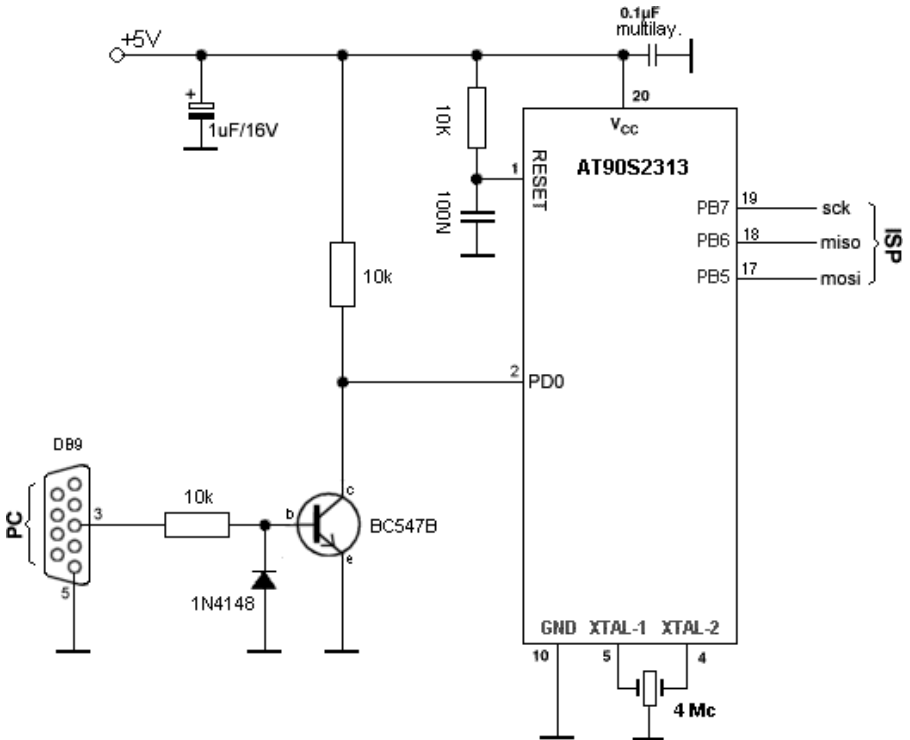 0.1µF
multilay.
+5V
+
1uF/16V
20
VCC
10K
1
RESET
AT90S2313
100N
PB7
19
sck
PB6
18
miso
PB5
17
mosi
ISP
10k
2
PD0
DB9
PC
3
5
10k
b
c
e
BC547B
1N4148
GND
XTAL-1
XTAL-2
10
5
4
4 Mc